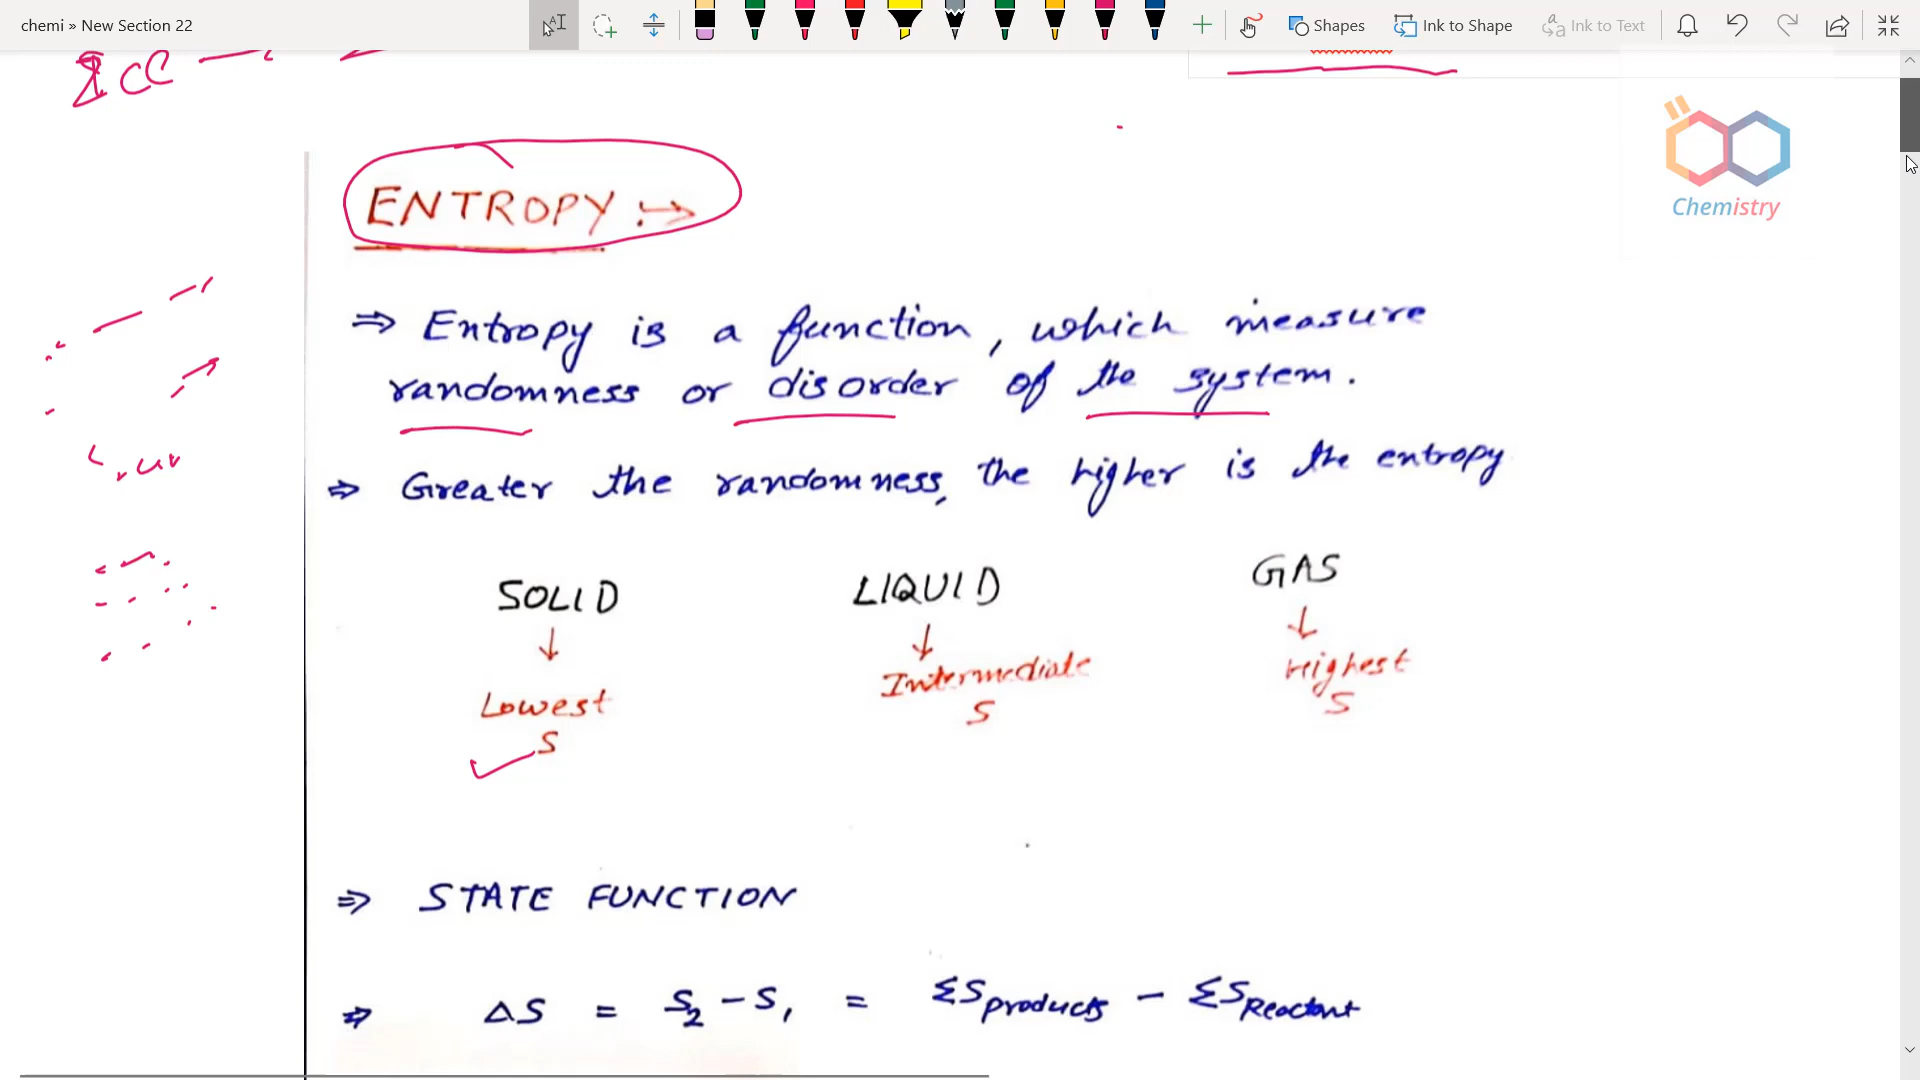 chemi » New Section 22
Shapes
Ink to Shape
Ink to Text
Chemistry
ENTROPY :→
⇒ Entropy is a function, which measure
randomness or disorder of the system.
⇒ Greater the randomness, the higher is the entropy
SOLID LIQUID GAS
↓ ↓ ↓
Lowest Intermediate Highest
S S S
⇒ STATE FUNCTION
⇒ ΔS = S₂ - S₁ = ΣSproducts - ΣSReactant